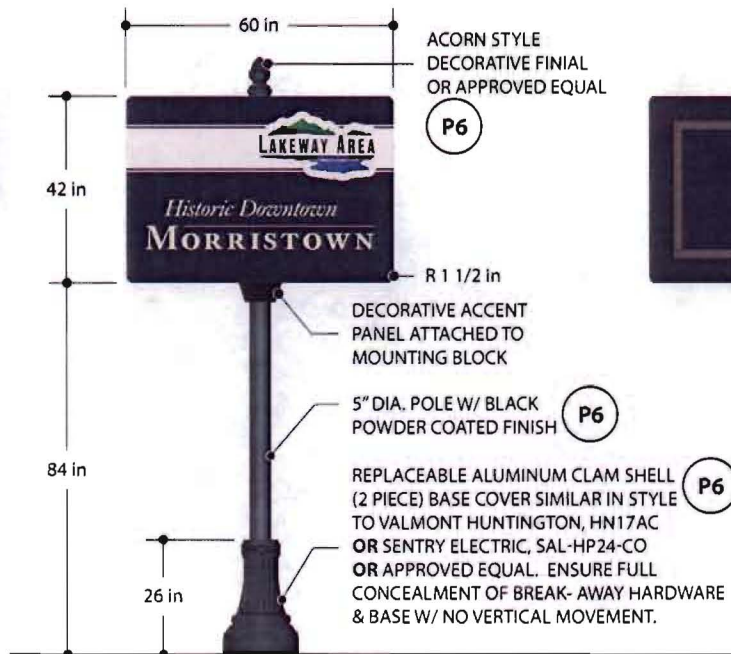 60 in
ACORN STYLE
DECORATIVE FINIAL
OR APPROVED EQUAL
P6
LAKEWAY AREA
42 in
Historic Downtown
MORRISTOWN
R 1 1/2 in
DECORATIVE ACCENT
PANEL ATTACHED TO
MOUNTING BLOCK
5" DIA. POLE W/ BLACK
POWDER COATED FINISH
P6
84 in
REPLACEABLE ALUMINUM CLAM SHELL
(2 PIECE) BASE COVER SIMILAR IN STYLE
TO VALMONT HUNTINGTON, HN17AC
OR SENTRY ELECTRIC, SAL-HP24-CO
OR APPROVED EQUAL. ENSURE FULL
CONCEALMENT OF BREAK- AWAY HARDWARE
& BASE W/ NO VERTICAL MOVEMENT.
P6
26 in